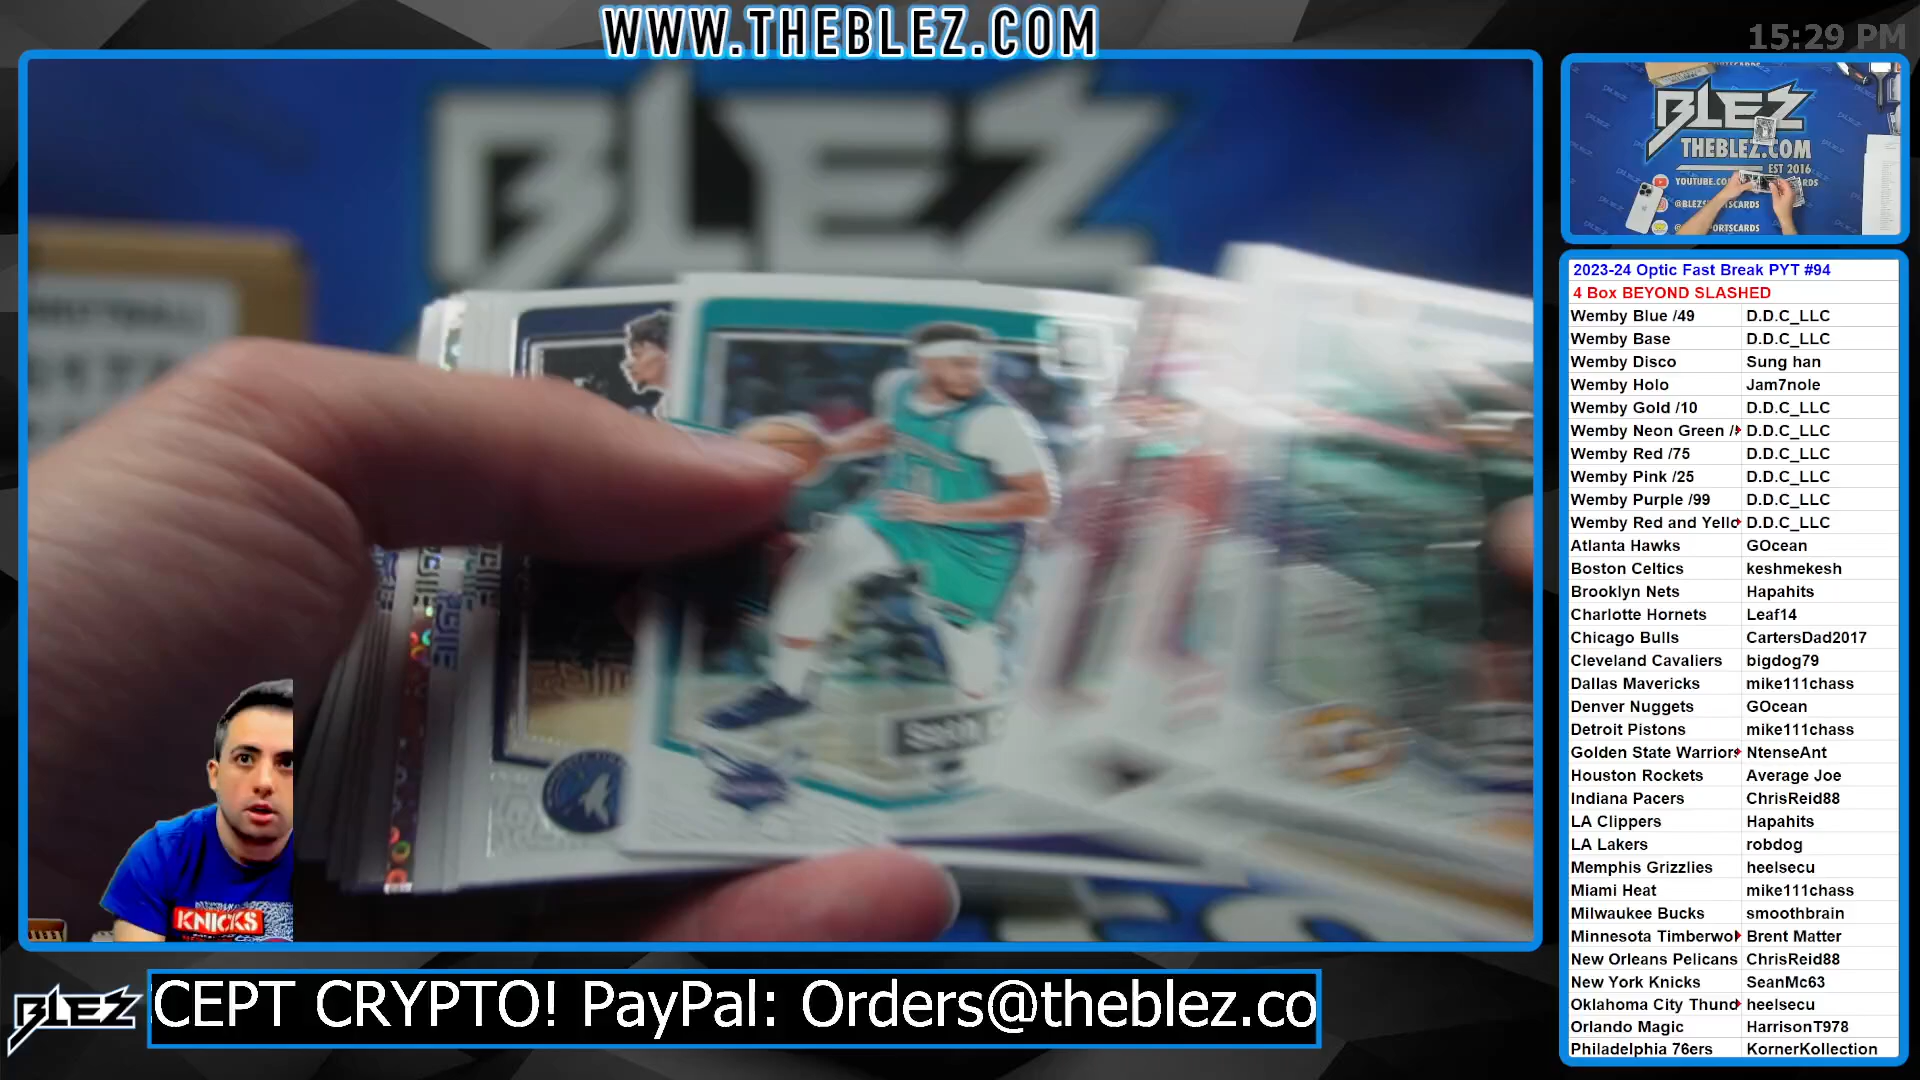 WWW.THEBLEZ.COM
15:29 PM
BLEZ
BLEZ
THEBLEZ.COM
EST 2016
KNICKS
2023-24 Optic Fast Break PYT #94
4 Box BEYOND SLASHED
Wemby Blue /49 D.D.C_LLC
Wemby Base D.D.C_LLC
Wemby Disco Sung han
Wemby Holo Jam7nole
Wemby Gold /10 D.D.C_LLC
Wemby Neon Green / D.D.C_LLC
Wemby Red /75 D.D.C_LLC
Wemby Pink /25 D.D.C_LLC
Wemby Purple /99 D.D.C_LLC
Wemby Red and Yello D.D.C_LLC
Atlanta Hawks GOcean
Boston Celtics keshmekesh
Brooklyn Nets Hapahits
Charlotte Hornets Leaf14
Chicago Bulls CartersDad2017
Cleveland Cavaliers bigdog79
Dallas Mavericks mike111chass
Denver Nuggets GOcean
Detroit Pistons mike111chass
Golden State Warriors NtenseAnt
Houston Rockets Average Joe
Indiana Pacers ChrisReid88
LA Clippers Hapahits
LA Lakers robdog
Memphis Grizzlies heelsecu
Miami Heat mike111chass
Milwaukee Bucks smoothbrain
Minnesota Timberwol Brent Matter
New Orleans Pelicans ChrisReid88
New York Knicks SeanMc63
Oklahoma City Thund heelsecu
Orlando Magic HarrisonT978
Philadelphia 76ers KornerKollection
BLEZ
CEPT CRYPTO! PayPal: Orders@theblez.co